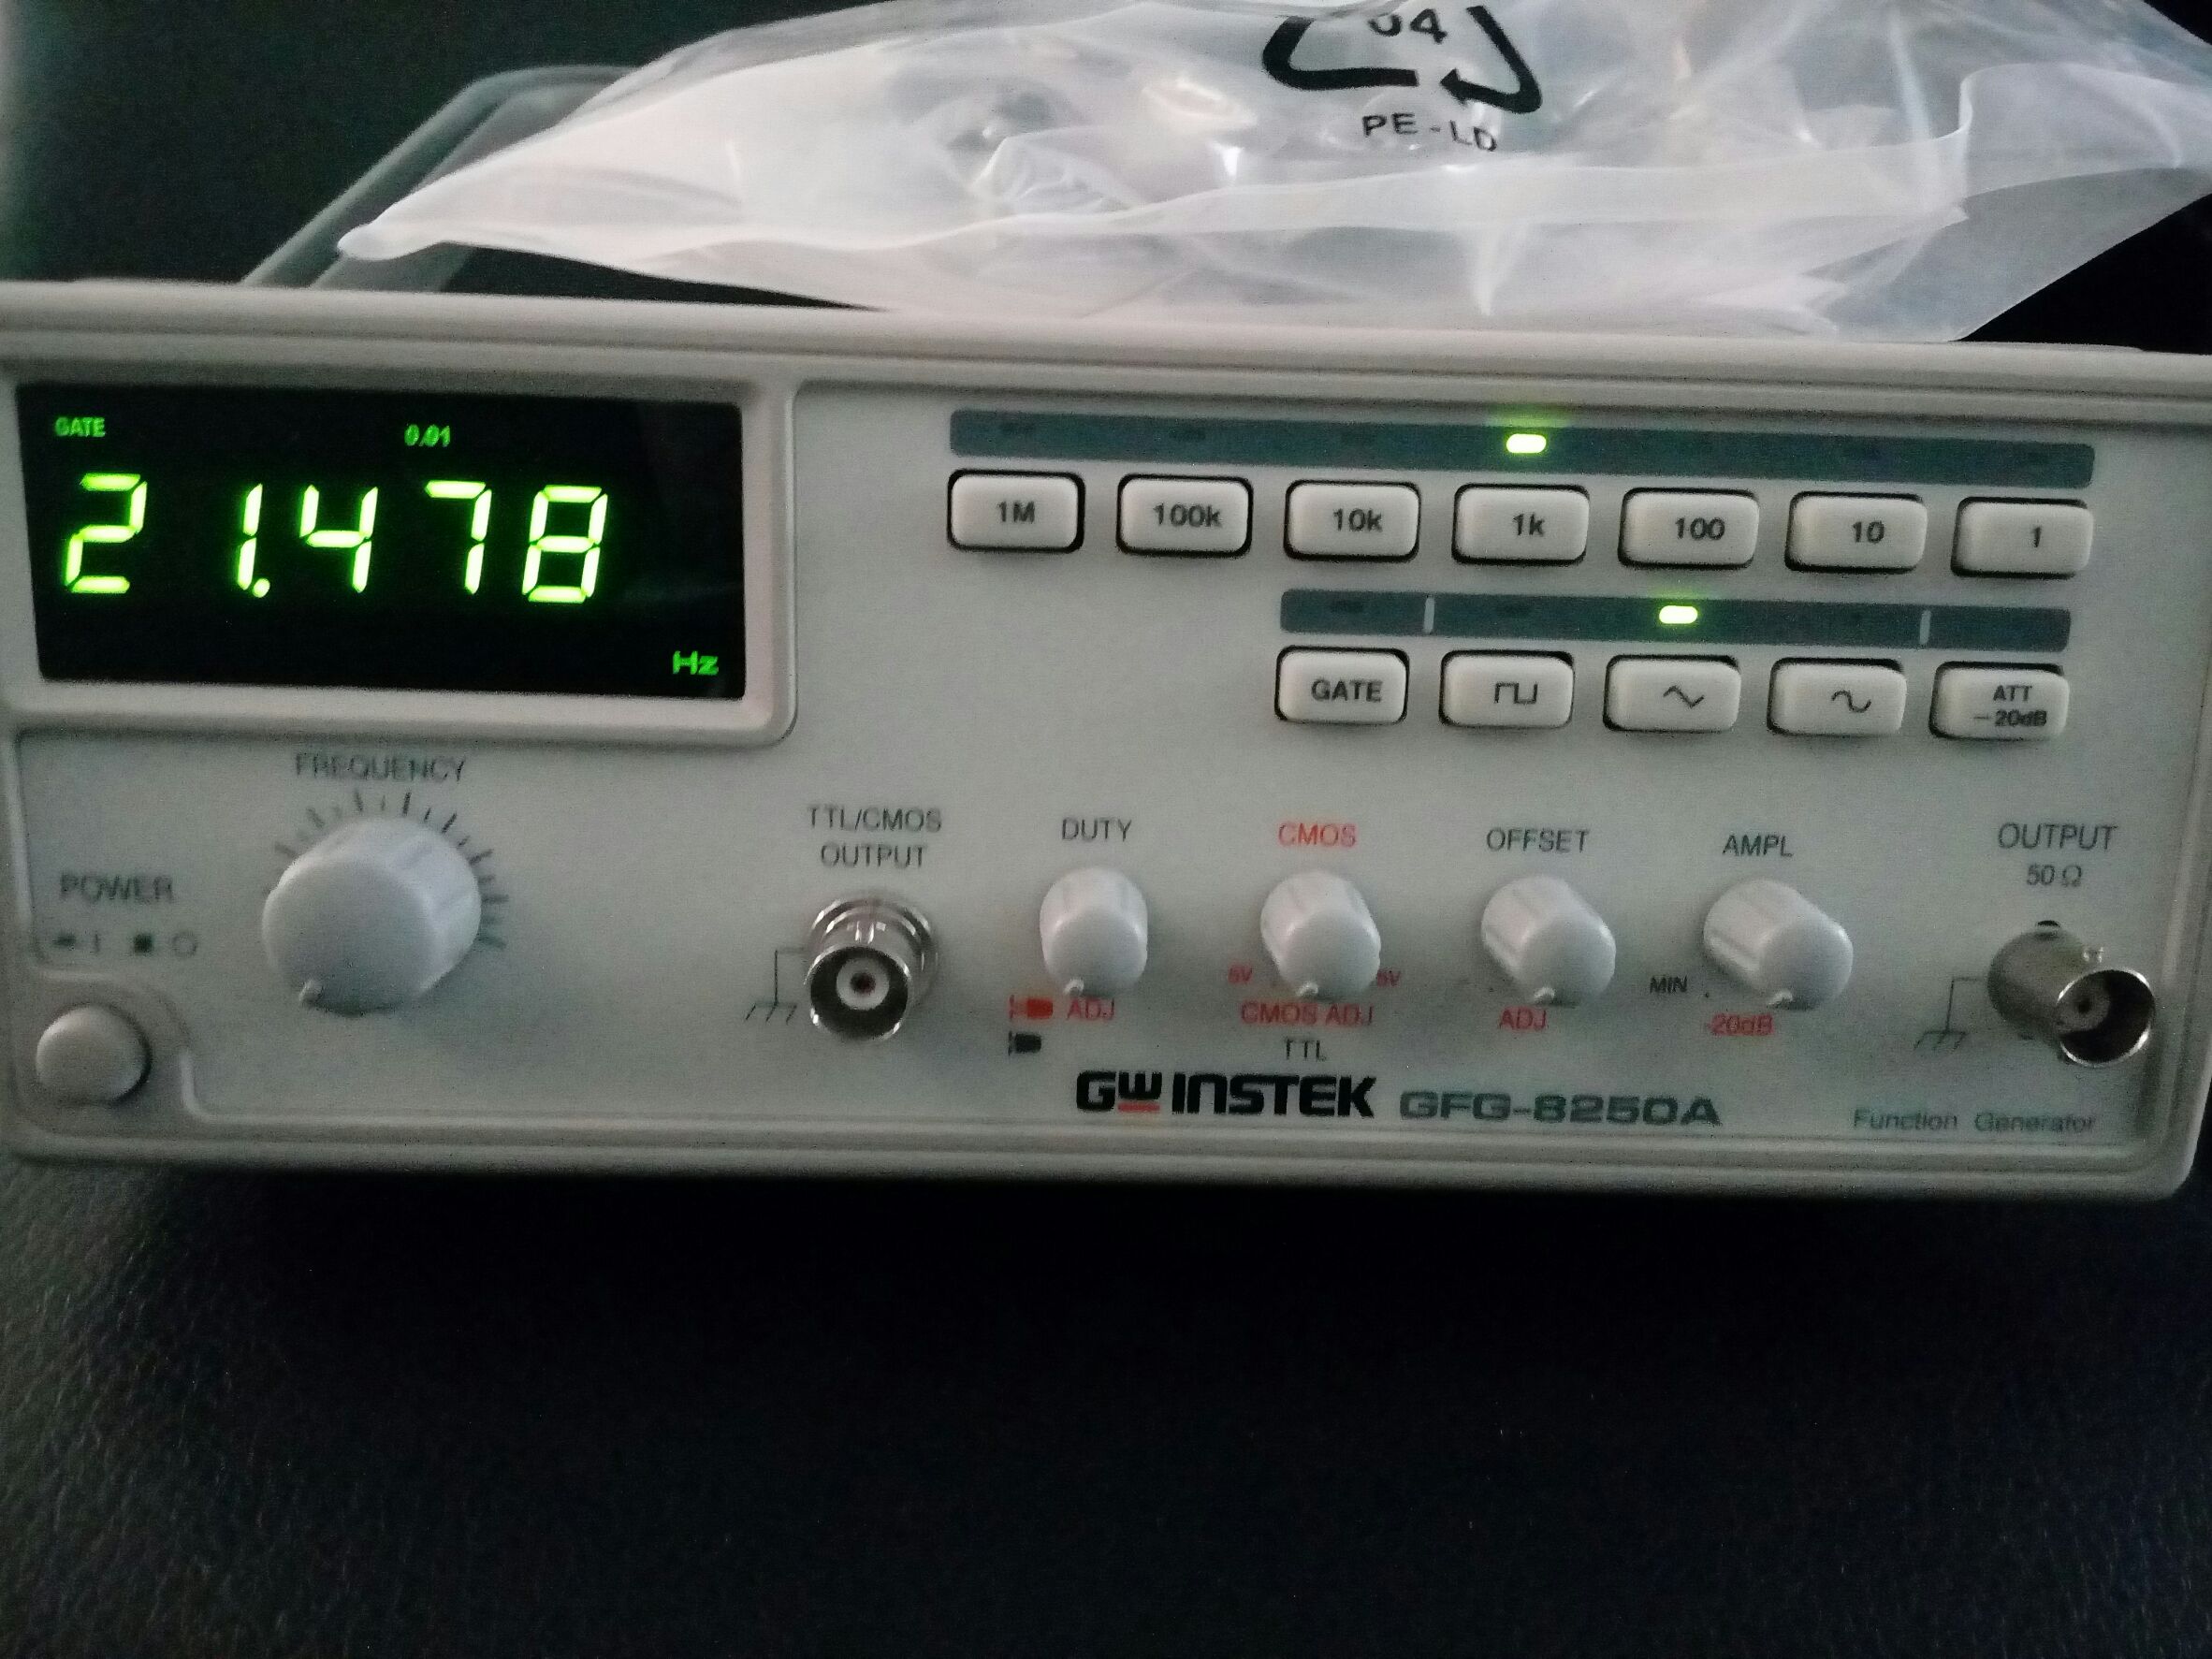 04
PE-LD
GATE 0.01
21.478
Hz
1M 100k 10k 1k 100 10 1
GATE ATT
-20dB
FREQUENCY
POWER
TTL/CMOS
OUTPUT
DUTY
CMOS
OFFSET
AMPL
OUTPUT
50 Ω
ADJ
5V
CMOS ADJ
TTL
ADJ
MIN
-20dB
GW INSTEK GFG-8250A
Function Generator